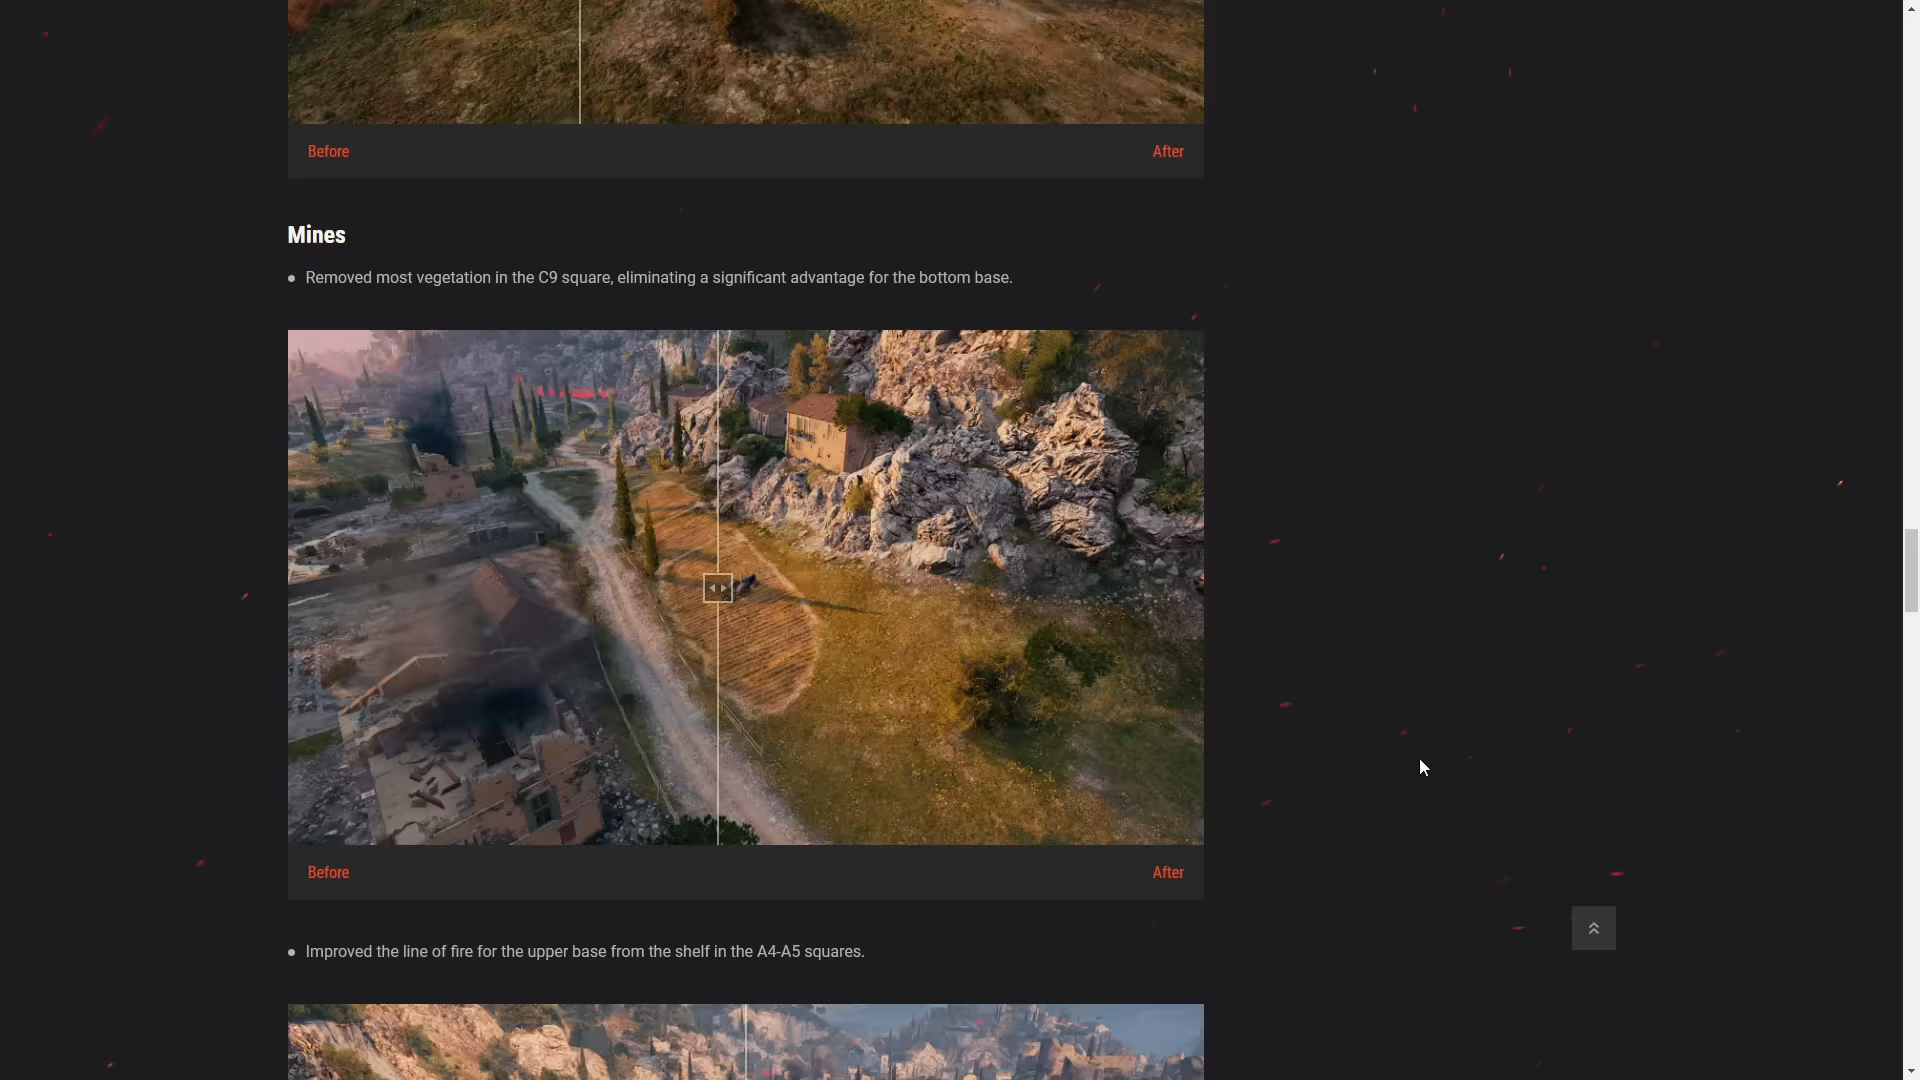 Before
After
Mines
Removed most vegetation in the C9 square, eliminating a significant advantage for the bottom base.
Before
After
Improved the line of fire for the upper base from the shelf in the A4-A5 squares.